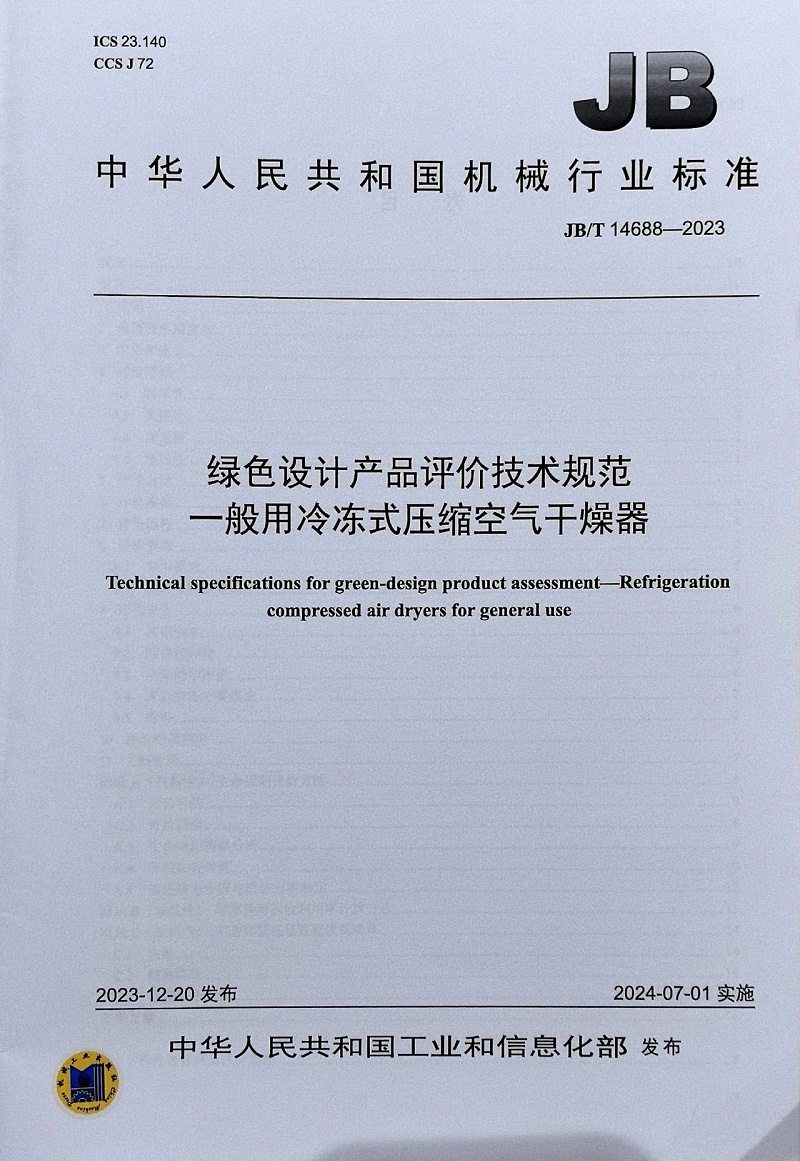 ICS 23.140
CCS J 72
JB
中华人民共和国机械行业标准
JB/T 14688—2023
绿色设计产品评价技术规范
一般用冷冻式压缩空气干燥器
Technical specifications for green-design product assessment—Refrigeration
compressed air dryers for general use
2023-12-20 发布
2024-07-01 实施
中华人民共和国工业和信息化部 发布